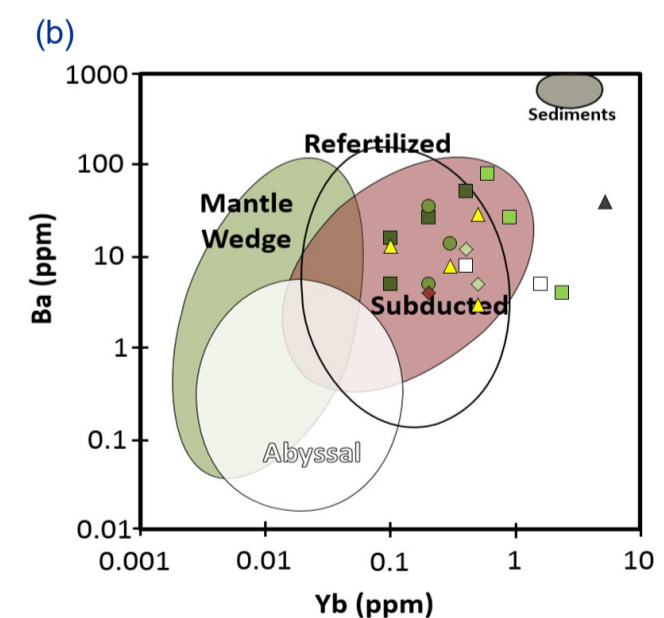 (b)
1000
Sediments
Refertilized
100
Mantle
Wedge
10
Subducted
1
0.1
Abyssal
0.01
0.001 0.01 0.1 1 10
Ba (ppm)
Yb (ppm)